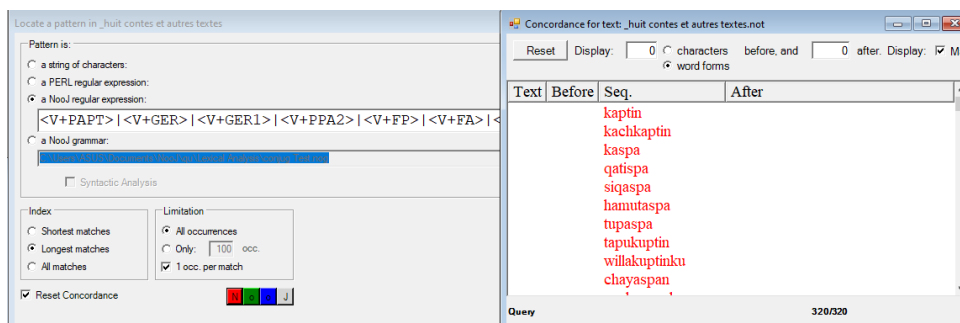 Locate a pattern in _huit contes et autres textes
Pattern is:
a string of characters:
a PERL regular expression:
a NooJ regular expression:
<V+PAPT>|<V+GER>|<V+GER1>|<V+PPA2>|<V+FP>|<V+FA>|<
a NooJ grammar:
Syntactic Analysis
Index
Shortest matches
Longest matches
All matches
Limitation
All occurrences
Only: 100 occ.
1 occ. per match
Reset Concordance
N o o J
Concordance for text: _huit contes et autres textes.not
Reset Display: 0 characters before, and 0 after. Display: M
word forms
Text Before Seq. After
kaptin
kachkaptin
kaspa
qatispa
siqaspa
hamutaspa
tupaspa
tapukuptin
willakuptinku
chayaspan
Query 320/320